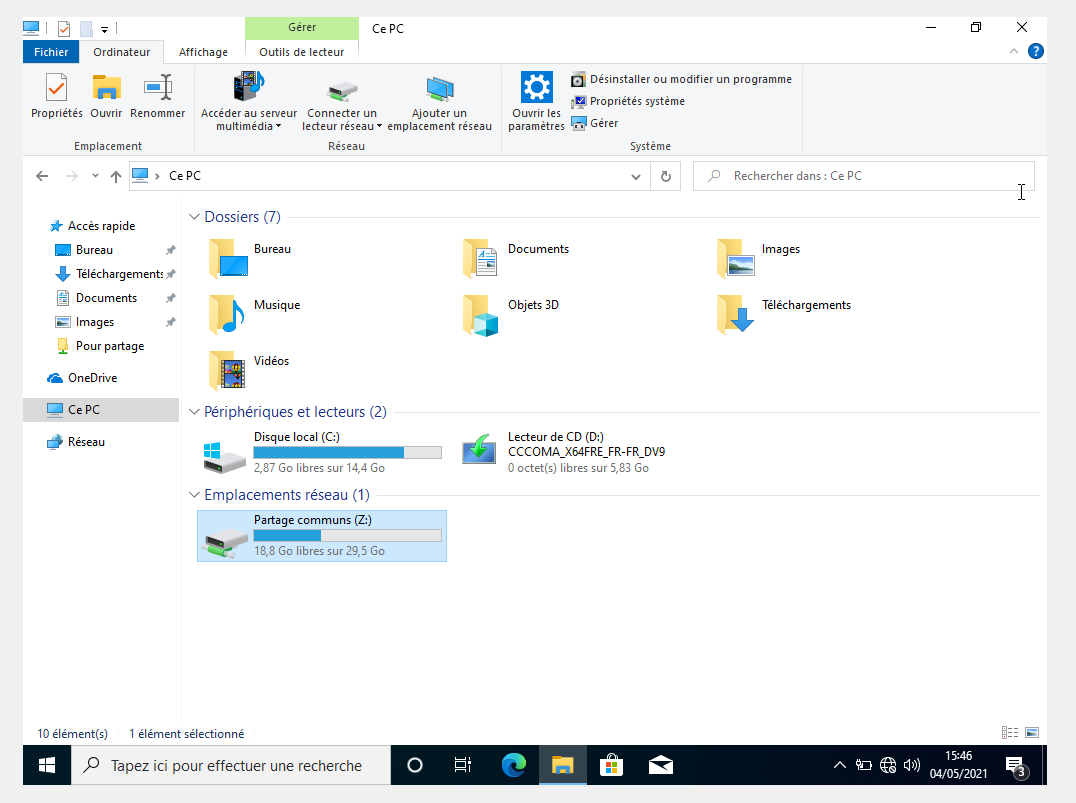 Gérer
Ce PC
Fichier
Ordinateur
Affichage
Outils de lecteur
Propriétés
Ouvrir
Renommer
Emplacement
Accéder au serveur
multimédia
Connecter un
lecteur réseau
Ajouter un
emplacement réseau
Réseau
Ouvrir les
paramètres
Désinstaller ou modifier un programme
Propriétés système
Gérer
Système
Ce PC
Rechercher dans : Ce PC
Accès rapide
Bureau
Téléchargements
Documents
Images
Pour partage
OneDrive
Ce PC
Réseau
Dossiers (7)
Bureau
Documents
Images
Musique
Objets 3D
Téléchargements
Vidéos
Périphériques et lecteurs (2)
Disque local (C:)
2,87 Go libres sur 14,4 Go
Lecteur de CD (D:)
CCCOMA_X64FRE_FR-FR_DV9
0 octet(s) libres sur 5,83 Go
Emplacements réseau (1)
Partage communs (Z:)
18,8 Go libres sur 29,5 Go
10 élément(s)
1 élément sélectionné
Tapez ici pour effectuer une recherche
15:46
04/05/2021
3